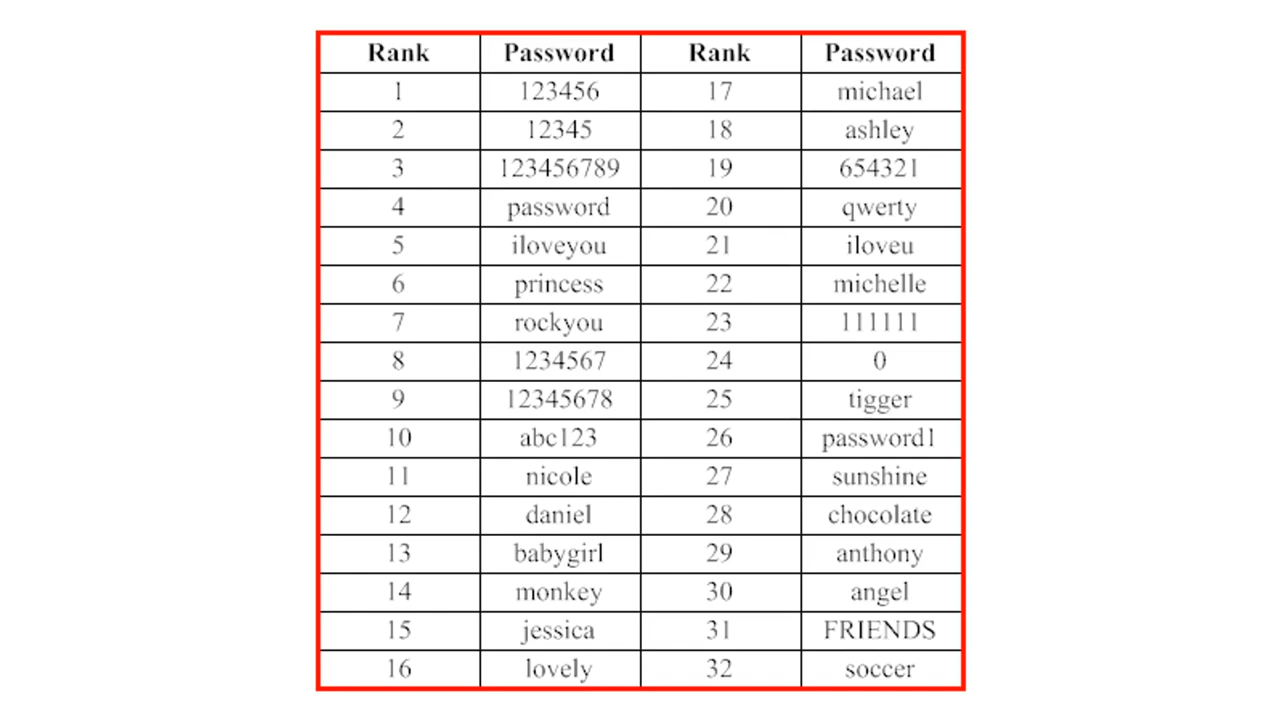 Rank Password Rank Password
1 123456 17 michael
2 12345 18 ashley
3 123456789 19 654321
4 password 20 qwerty
5 iloveyou 21 iloveu
6 princess 22 michelle
7 rockyou 23 111111
8 1234567 24 0
9 12345678 25 tigger
10 abc123 26 password1
11 nicole 27 sunshine
12 daniel 28 chocolate
13 babygirl 29 anthony
14 monkey 30 angel
15 jessica 31 FRIENDS
16 lovely 32 soccer